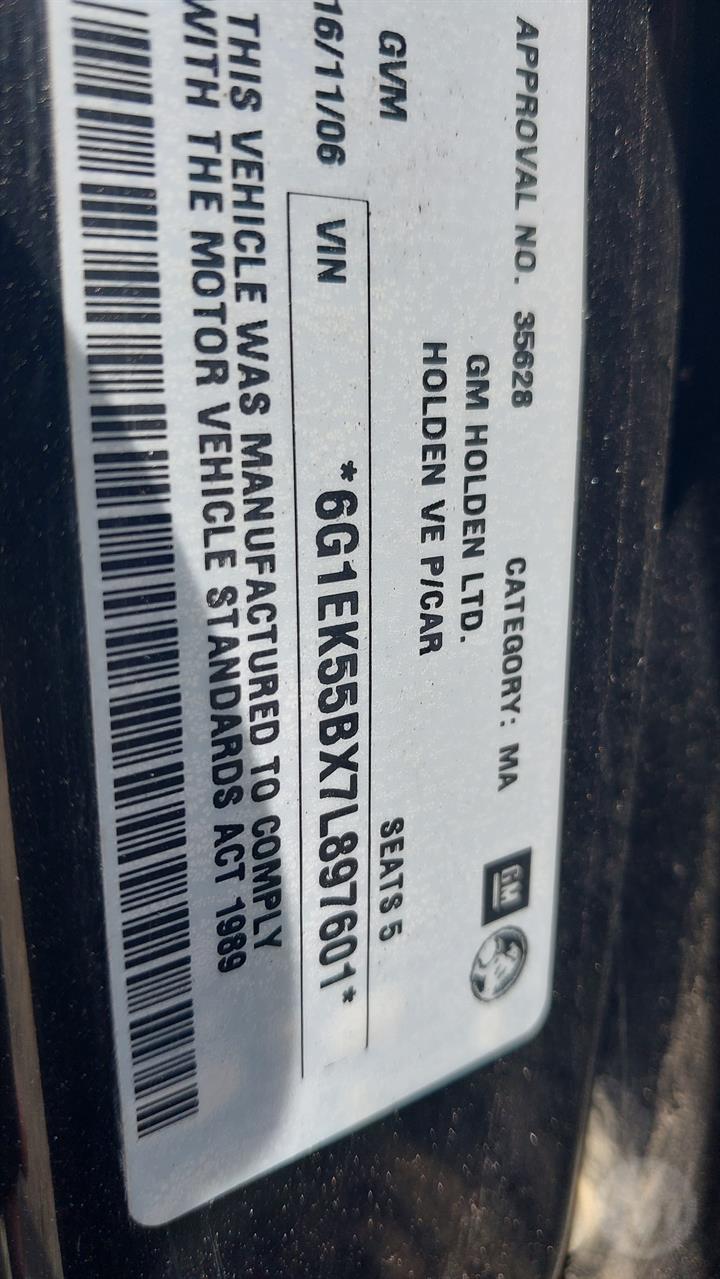 APPROVAL NO. 35628 CATEGORY: MA
GM
GM HOLDEN LTD.
HOLDEN VE P/CAR
GVM SEATS 5
16/11/06 VIN *6G1EK55BX7L897601*
THIS VEHICLE WAS MANUFACTURED TO COMPLY
WITH THE MOTOR VEHICLE STANDARDS ACT 1989